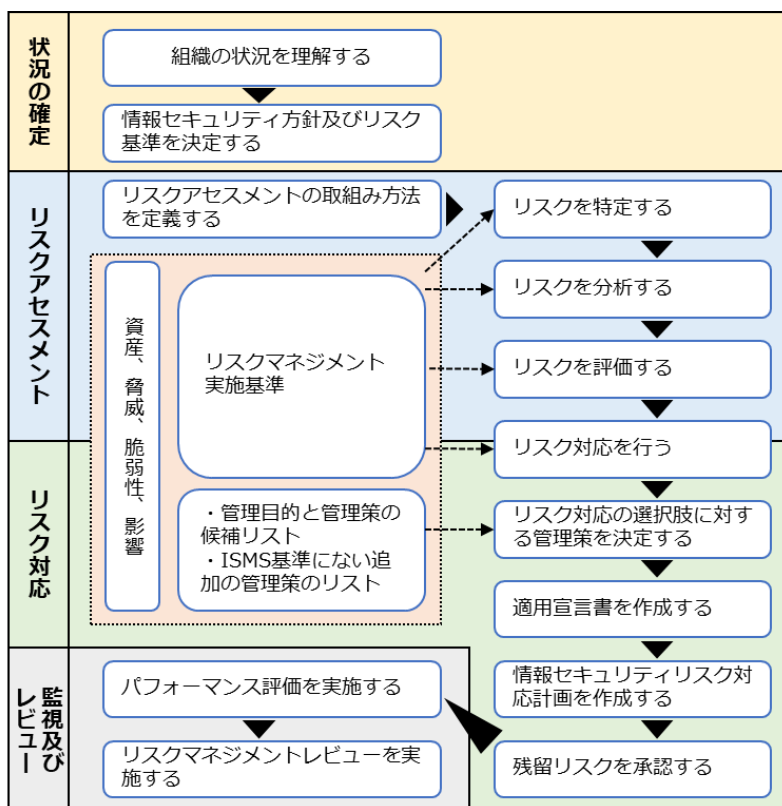 状況の確定
組織の状況を理解する
情報セキュリティ方針及びリスク
基準を決定する
リスクアセスメント
リスクアセスメントの取組み方法
を定義する
リスクを特定する
リスクを分析する
リスクを評価する
資産、脅威、脆弱性、影響
リスクマネジメント
実施基準
リスク対応
リスク対応を行う
・管理目的と管理策の
候補リスト
・ISMS基準にない追
加の管理策のリスト
リスク対応の選択肢に対す
る管理策を決定する
適用宣言書を作成する
情報セキュリティリスク対
応計画を作成する
残留リスクを承認する
監視及び
レビュー
パフォーマンス評価を実施する
リスクマネジメントレビューを実
施する